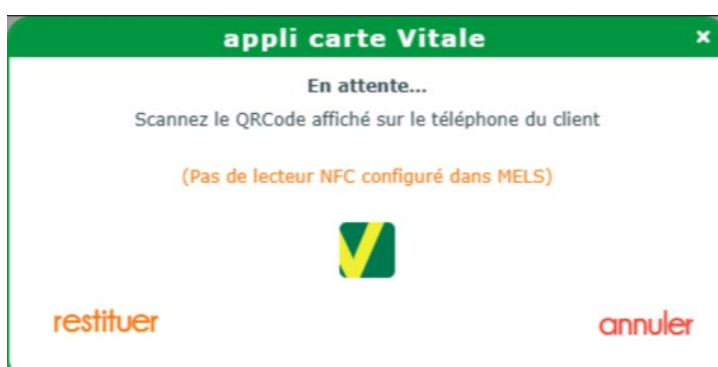 appli carte Vitale ×
En attente...
Scannez le QRCode affiché sur le téléphone du client
(Pas de lecteur NFC configuré dans MELS)
restituer annuler